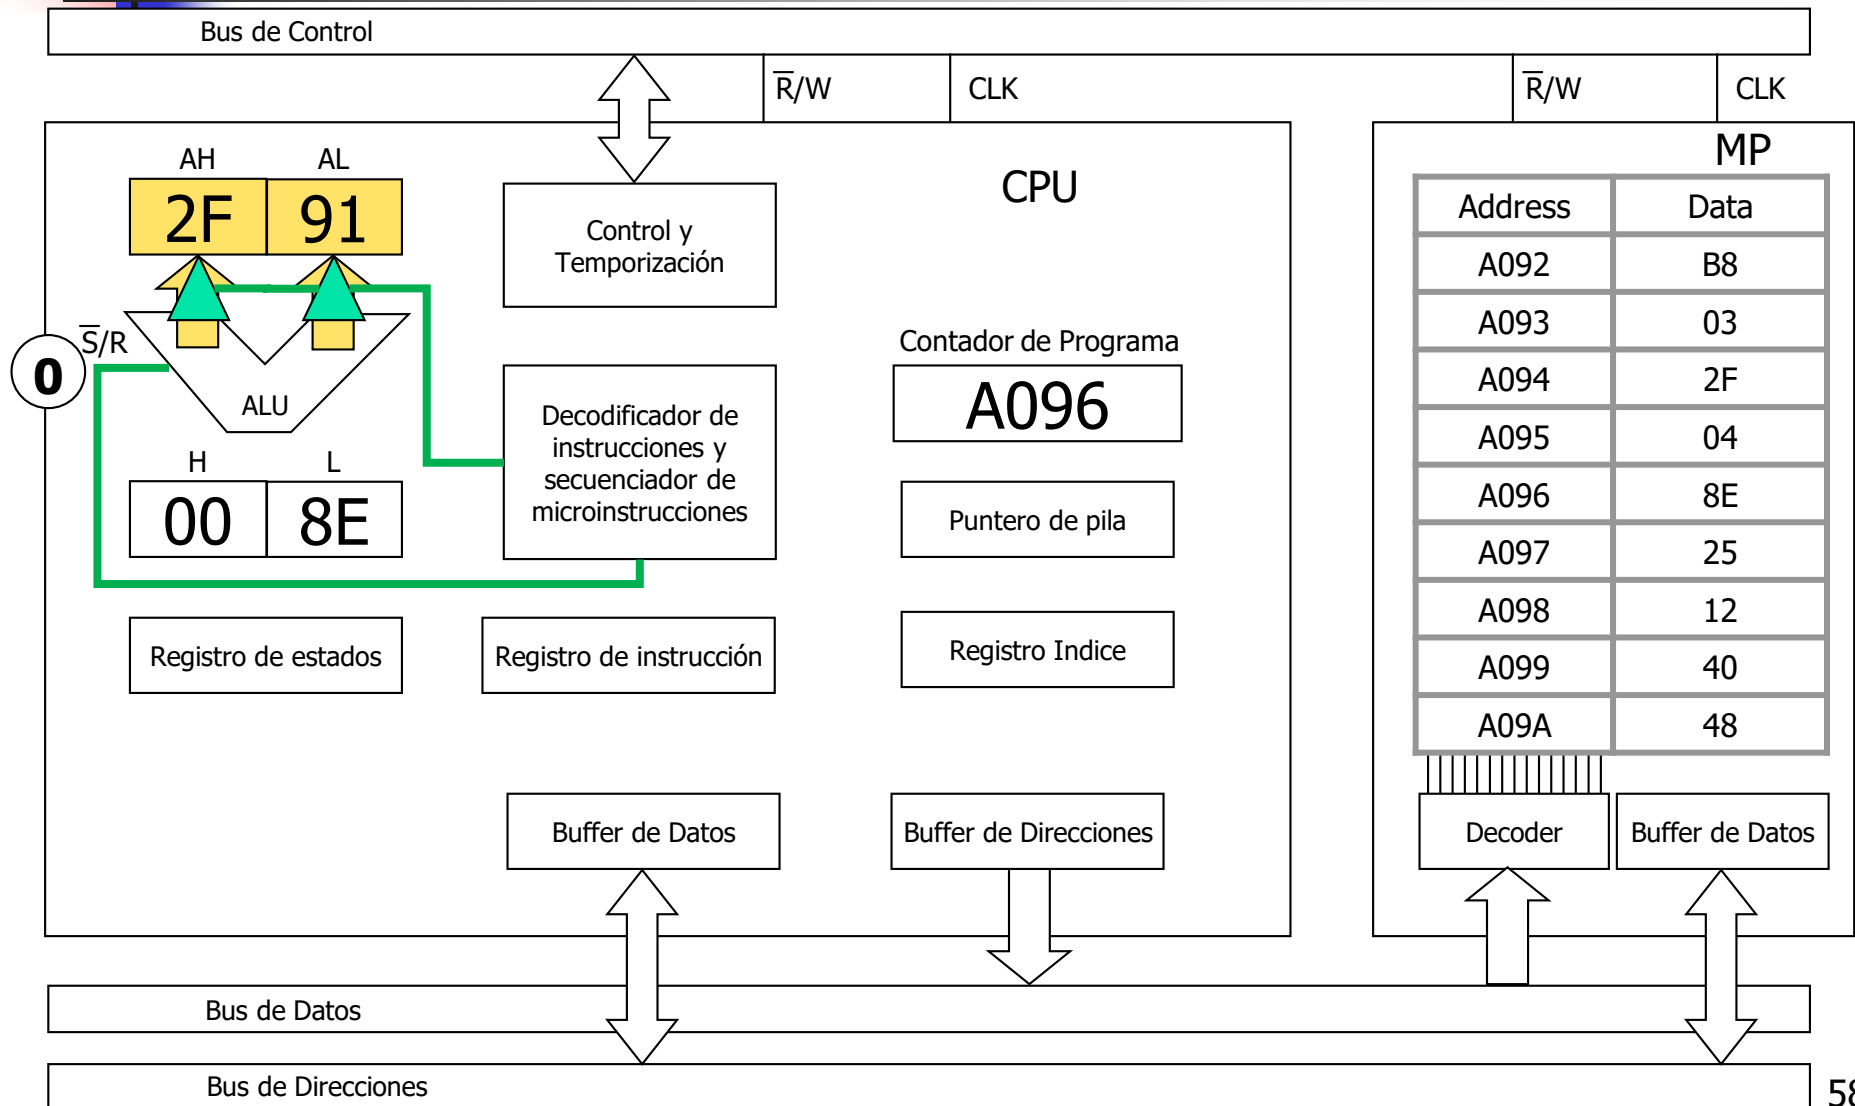 Bus de Control
R̅/W
CLK
R̅/W
CLK
AH
AL
2F
91
Control y
Temporización
CPU
MP
Address
Data
A092
B8
A093
03
A094
2F
A095
04
A096
8E
A097
25
A098
12
A099
40
A09A
48
0
S̅/R
ALU
Decodificador de
instrucciones y
secuenciador de
microinstrucciones
Contador de Programa
A096
H
L
00
8E
Puntero de pila
Registro de estados
Registro de instrucción
Registro Indice
Buffer de Datos
Buffer de Direcciones
Decoder
Buffer de Datos
Bus de Datos
Bus de Direcciones
58